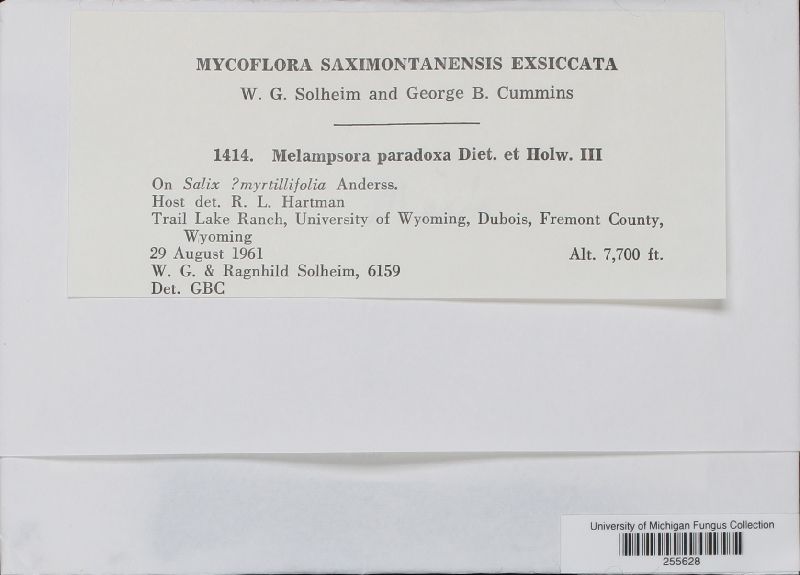 MYCOFLORA SAXIMONTANENSIS EXSICCATA
W. G. Solheim and George B. Cummins
1414. Melampsora paradoxa Diet. et Holw. III
On Salix ?myrtillifolia Anderss.
Host det. R. L. Hartman
Trail Lake Ranch, University of Wyoming, Dubois, Fremont County,
Wyoming
29 August 1961 Alt. 7,700 ft.
W. G. & Ragnhild Solheim, 6159
Det. GBC
University of Michigan Fungus Collection
255628